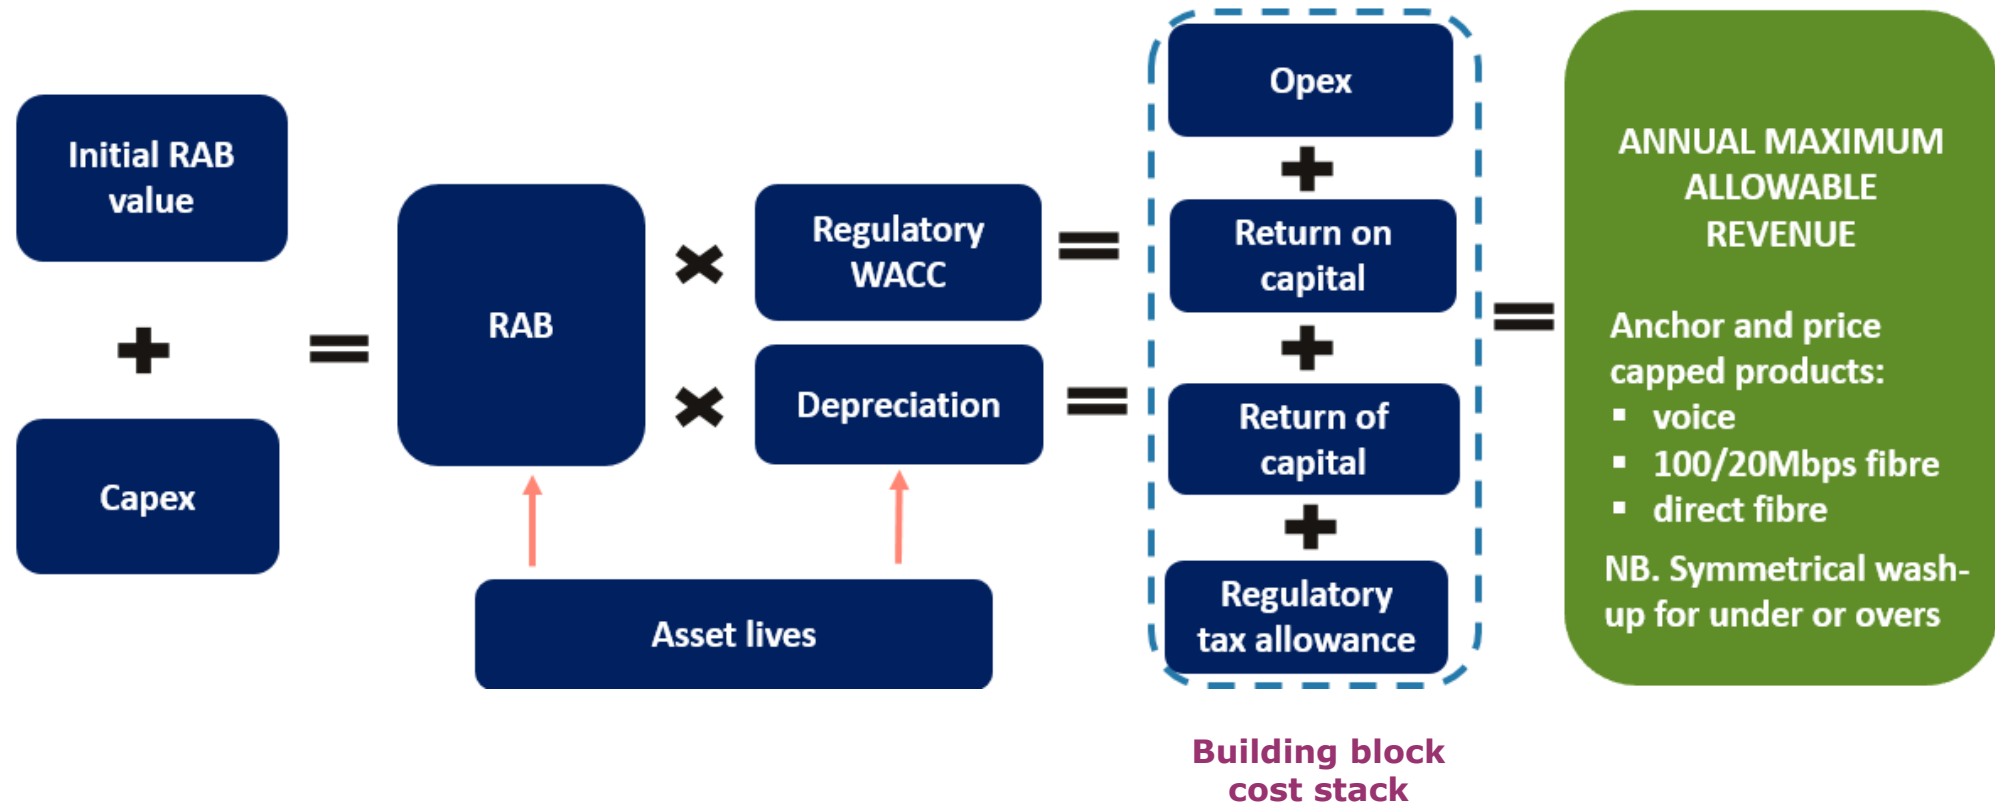 Initial RAB
value
+
Capex
=
RAB
×
Regulatory
WACC
=
×
Depreciation
=
Asset lives
Opex
+
Return on
capital
+
Return of
capital
+
Regulatory
tax allowance
Building block
cost stack
=
ANNUAL MAXIMUM
ALLOWABLE
REVENUE
Anchor and price
capped products:
▪ voice
▪ 100/20Mbps fibre
▪ direct fibre
NB. Symmetrical wash-
up for under or overs